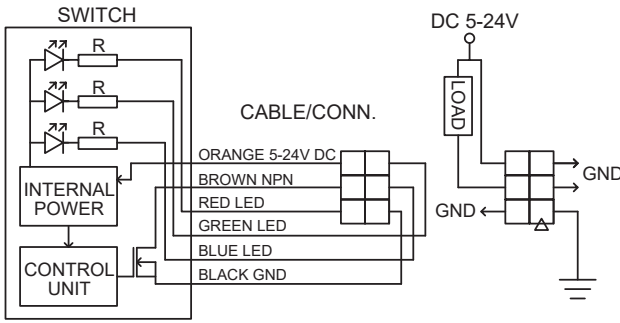 SWITCH
R
R
R
INTERNAL
POWER
CONTROL
UNIT
CABLE/CONN.
ORANGE 5-24V DC
BROWN NPN
RED LED
GREEN LED
BLUE LED
BLACK GND
DC 5-24V
LOAD
GND
GND